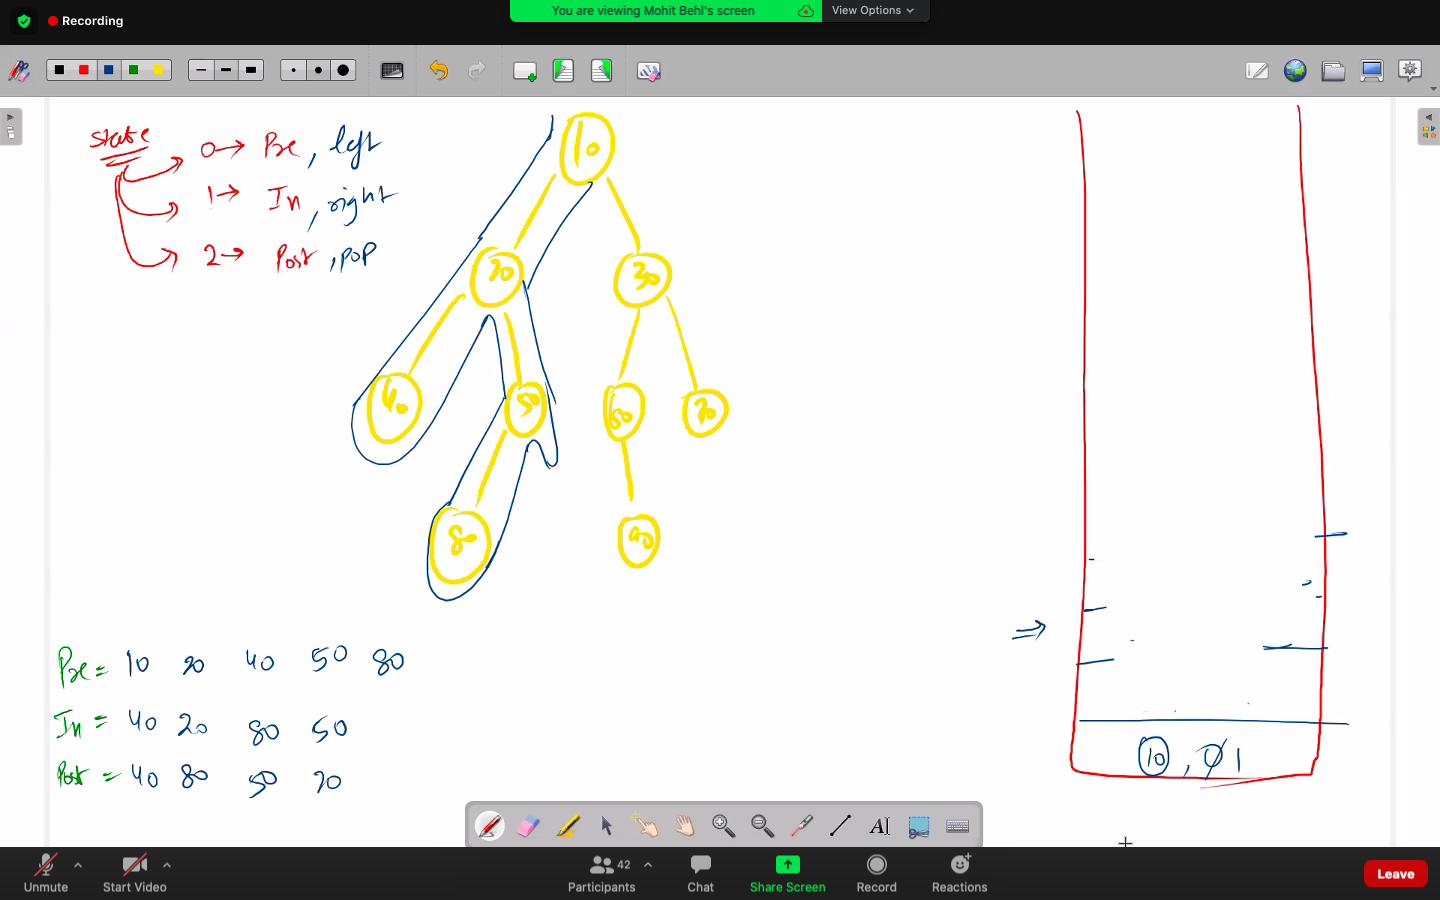 Recording
You are viewing Mohit Behl's screen
View Options
state
0→ Pre, left
1→ In, right
2→ Post, pop
10
20
30
40
50
60
70
80
90
Pre = 10 20 40 50 80
In = 40 20 80 50
Post = 40 80 50 20
⇒
10, 0 1
A
Unmute
Start Video
42
Participants
Chat
Share Screen
Record
Reactions
Leave